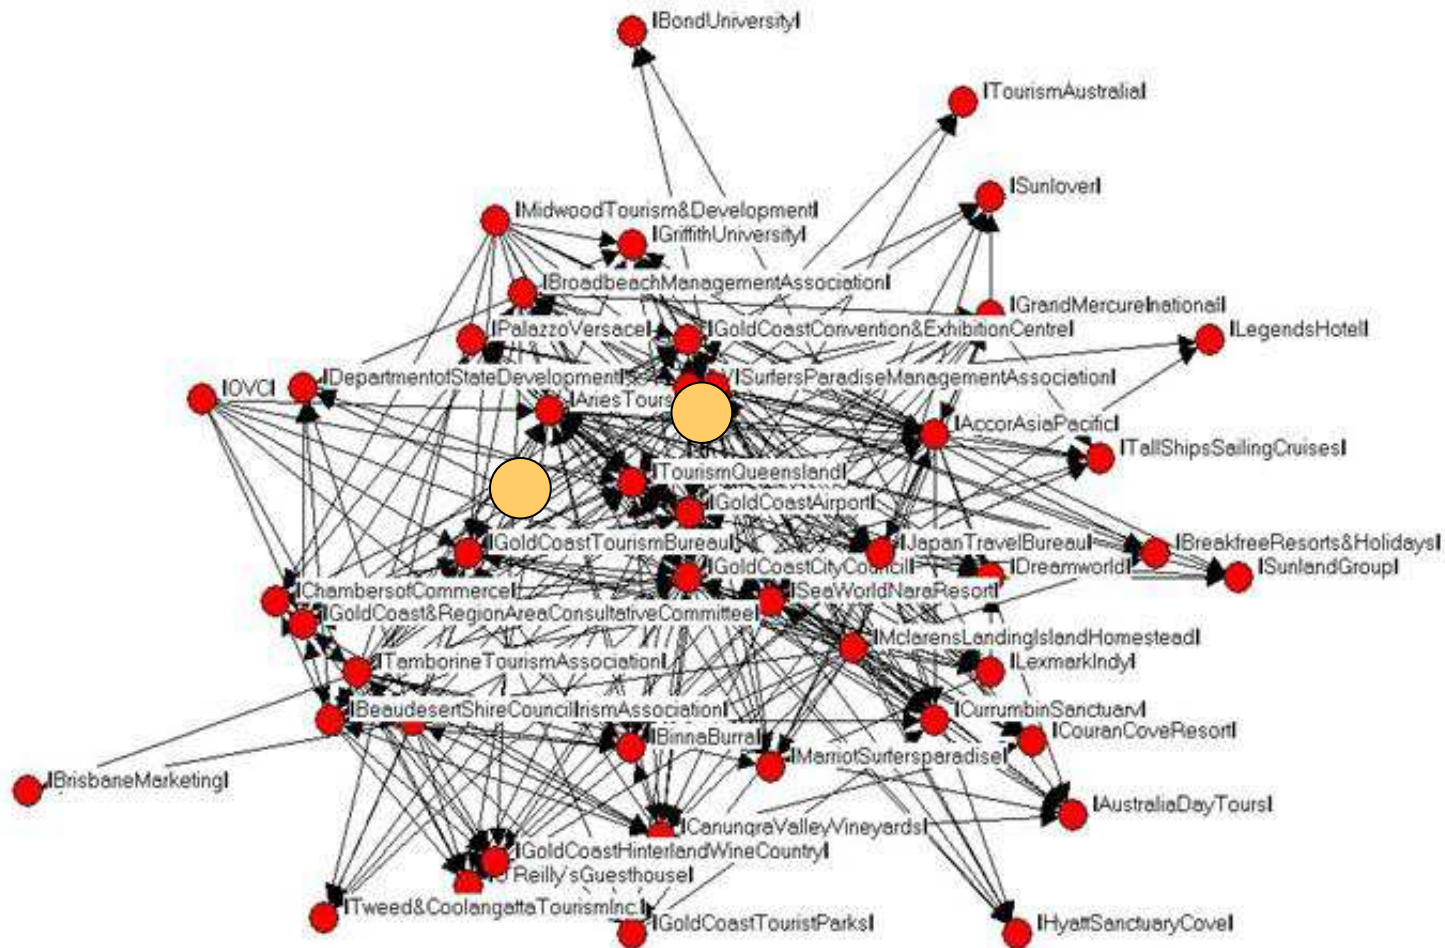 |BondUniversity|
|TourismAustralia|
|Sunlover|
|MidwoodTourism&Development|
|GriffithUniversity|
|BroadbeachManagementAssociation|
|GrandMercureInational|
|PalazzoVersace|
|GoldCoastConvention&ExhibitionCentre|
|LegendsHotel|
|DepartmentofStateDevelopment|
|SurfersParadiseManagementAssociation|
|OVC|
|AriesTours
|AccorAsiaPacific|
|TallShipsSailingCruises|
|TourismQueensland|
|GoldCoastAirport|
|GoldCoastTourismBureau|
|JapanTravelBureau|
|BreakfreeResorts&Holidays|
|GoldCoastCityCouncil|
|Dreamworld|
|SunlandGroup|
|ChambersofCommerce|
|SeaWorldNaraResort|
|GoldCoast&RegionAreaConsultativeCommittee|
|MclarensLandingIslandHomestead|
|TamborineTourismAssociation|
|LexmarkIndy|
|BeaudesertShireCouncil|rismAssociation|
|CurrumbinSanctuary|
|CouranCoveResort|
|BinnaBurra|
|MarriotSurfersparadise|
|BrisbaneMarketing|
|AustraliaDayTours|
|CanungraValleyVineyards|
|GoldCoastHinterlandWineCountry|
|O'Reilly'sGuesthouse|
|Tweed&CoolangattaTourismInc.|
|GoldCoastTouristParks|
|HyattSanctuaryCove|